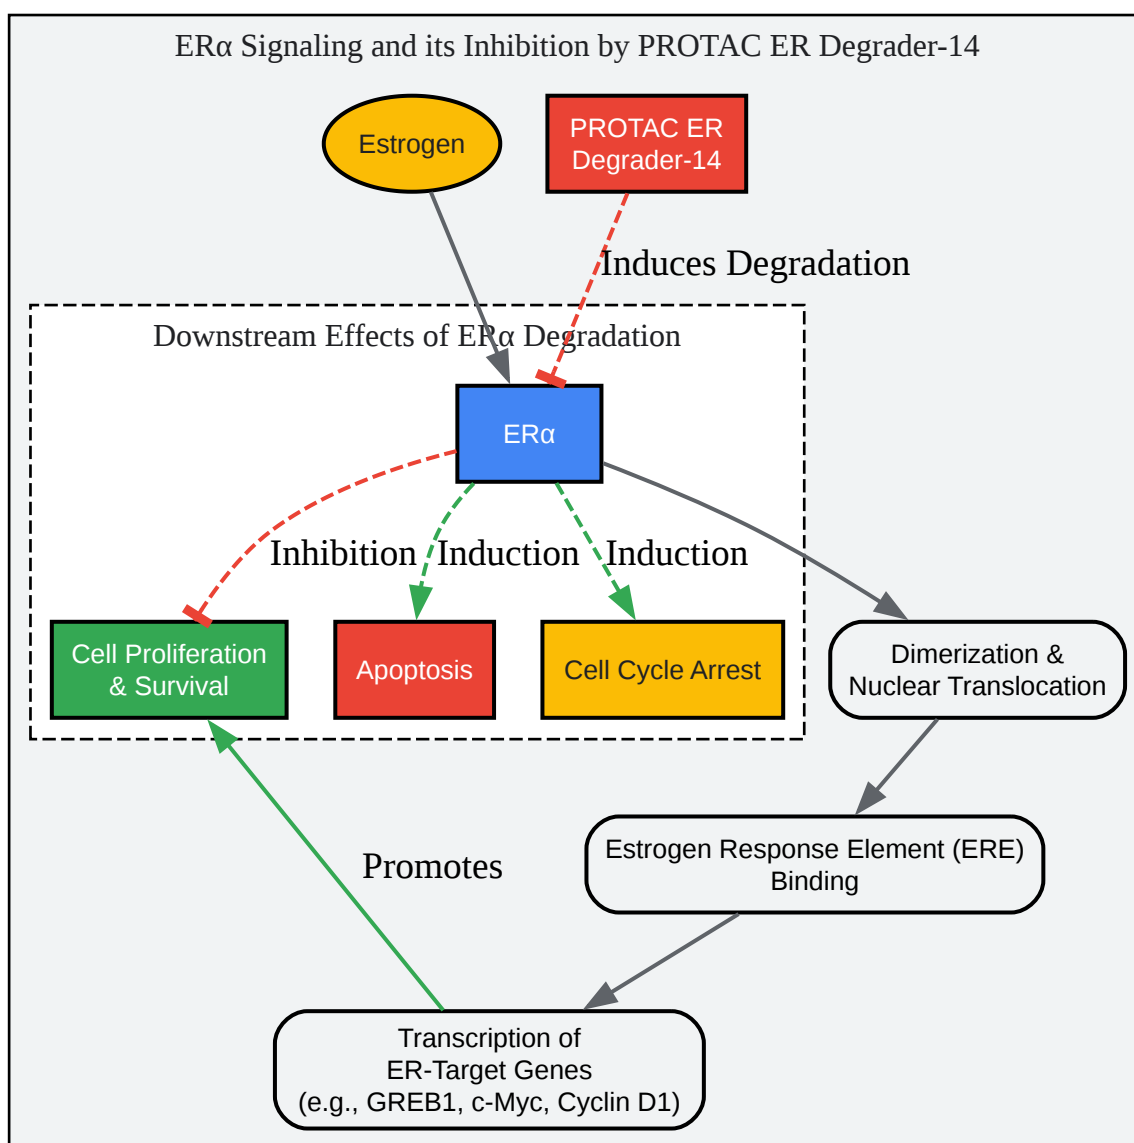 ERα Signaling and its Inhibition by PROTAC ER Degrader-14
Estrogen
PROTAC ER
Degrader-14
Induces Degradation
Downstream Effects of ERα Degradation
ERα
Inhibition
Induction
Induction
Cell Proliferation
& Survival
Apoptosis
Cell Cycle Arrest
Dimerization &
Nuclear Translocation
Estrogen Response Element (ERE)
Binding
Promotes
Transcription of
ER-Target Genes
(e.g., GREB1, c-Myc, Cyclin D1)